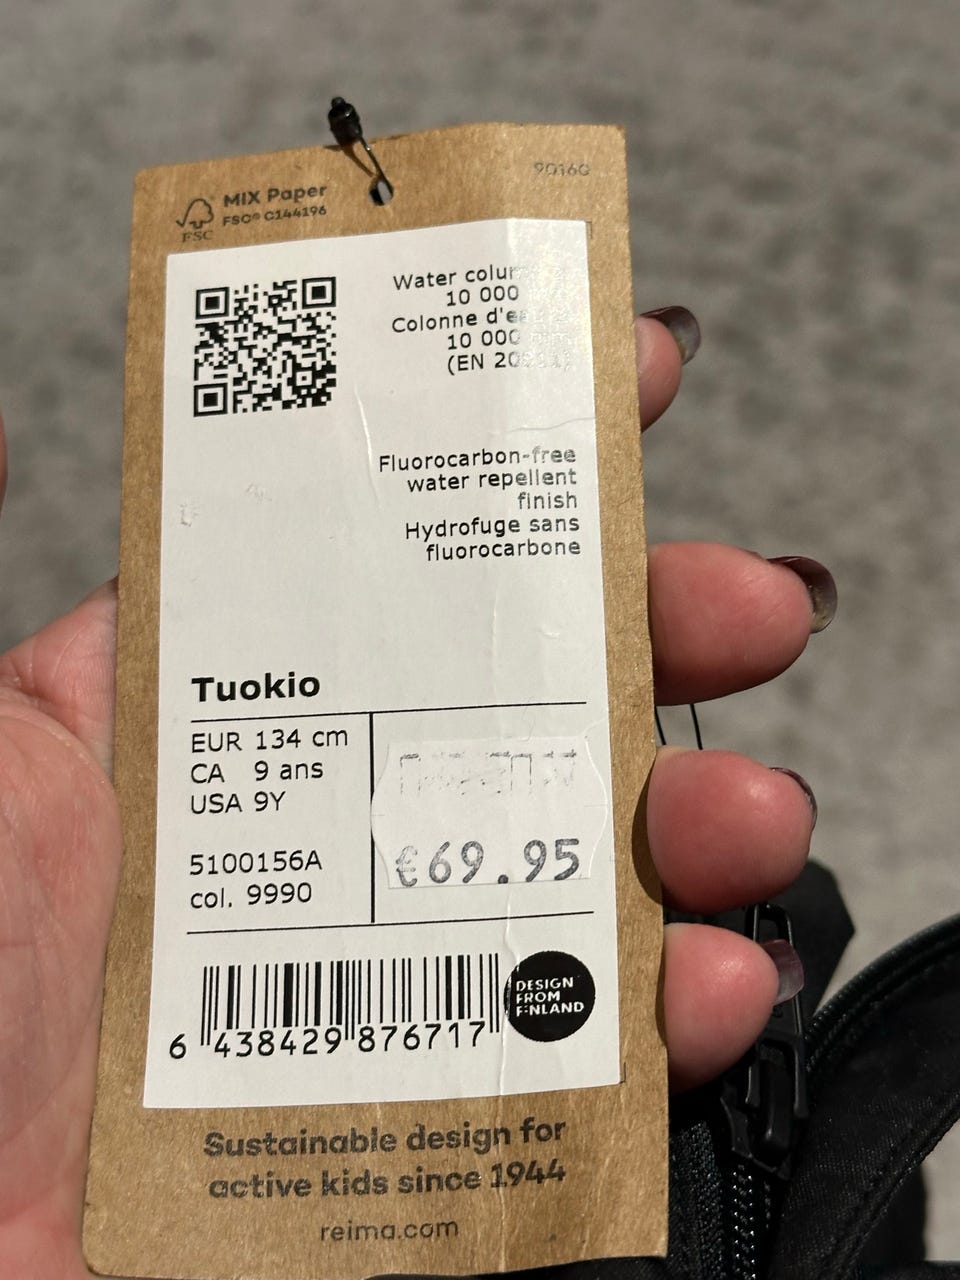 90160
MIX Paper
FSC® C144196
FSC
Water
10 000
Colonne
10 000
(EN
Fluorocarbon-free
water repellent
finish
Hydrofuge sans
fluorocarbone
Tuokio
EUR 134 cm
CA 9 ans
USA 9Y
5100156A
col. 9990
€69.95
6 438429 876717
DESIGN
FROM
FINLAND
Sustainable design for
active kids since 1944
reima.com